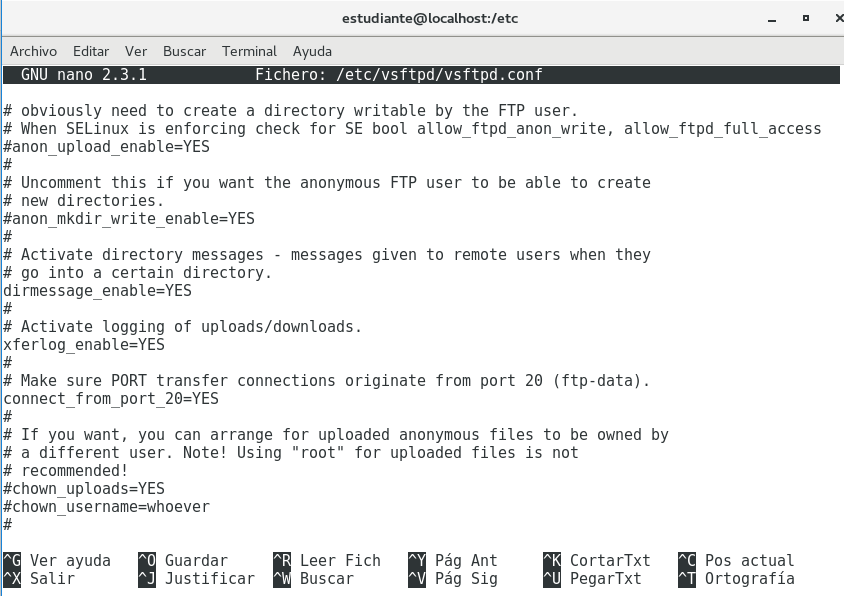 estudiante@localhost:/etc
Archivo Editar Ver Buscar Terminal Ayuda
GNU nano 2.3.1 Fichero: /etc/vsftpd/vsftpd.conf
# obviously need to create a directory writable by the FTP user.
# When SELinux is enforcing check for SE bool allow_ftpd_anon_write, allow_ftpd_full_access
#anon_upload_enable=YES
#
# Uncomment this if you want the anonymous FTP user to be able to create
# new directories.
#anon_mkdir_write_enable=YES
#
# Activate directory messages - messages given to remote users when they
# go into a certain directory.
dirmessage_enable=YES
#
# Activate logging of uploads/downloads.
xferlog_enable=YES
#
# Make sure PORT transfer connections originate from port 20 (ftp-data).
connect_from_port_20=YES
#
# If you want, you can arrange for uploaded anonymous files to be owned by
# a different user. Note! Using "root" for uploaded files is not
# recommended!
#chown_uploads=YES
#chown_username=whoever
#
^G Ver ayuda ^O Guardar ^R Leer Fich ^Y Pág Ant ^K CortarTxt ^C Pos actual
^X Salir ^J Justificar ^W Buscar ^V Pág Sig ^U PegarTxt ^T Ortografía